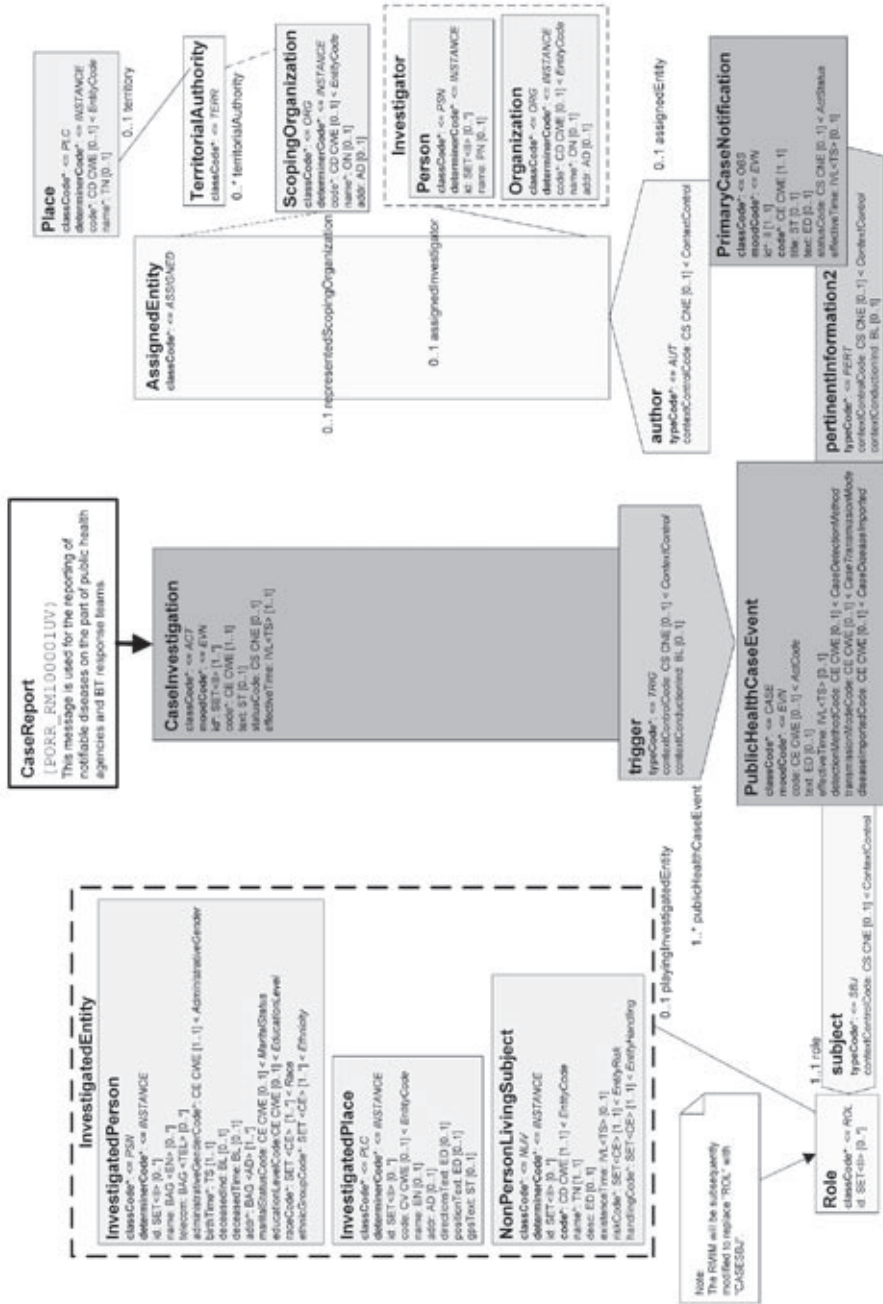 CaseReport
(PORR_RM100001UV)
This message is used for the reporting of
notifiable diseases on the part of public health
agencies and BT response teams.
CaseInvestigation
classCode*: <= ACT
moodCode*: <= EVN
id*: SET<II> [1..*]
code*: CE CWE [1..1]
text: ST [0..1]
statusCode: CS CNE [0..1]
effectiveTime: IVL<TS> [1..1]
trigger
typeCode*: <= TRIG
contextControlCode: CS CNE [0..1] < ContextControl
contextConductionInd: BL [0..1]
1..* publicHealthCaseEvent
PublicHealthCaseEvent
classCode*: <= CASE
moodCode*: <= EVN
code: CE CWE [0..1] < ActCode
text: ED [0..1]
effectiveTime: IVL<TS> [0..1]
detectionMethodCode: CE CWE [0..1] < CaseDetectionMethod
transmissionModeCode: CE CWE [0..1] < CaseTransmissionMode
diseaseImportedCode: CE CWE [0..1] < CaseDiseaseImported
InvestigatedEntity
InvestigatedPerson
classCode*: <= PSN
determinerCode*: <= INSTANCE
id: SET<II> [0..*]
name: BAG <EN> [0..*]
telecom: BAG <TEL> [0..*]
administrativeGenderCode*: CE CWE [1..1] < AdministrativeGender
birthTime*: TS [1..1]
deceasedInd: BL [0..1]
deceasedTime: BL [0..1]
addr*: BAG <AD> [1..*]
maritalStatusCode: CE CWE [0..1] < MaritalStatus
educationLevelCode: CE CWE [0..1] < EducationLevel
raceCode*: SET <CE> [1..*] < Race
ethnicGroupCode*: SET <CE> [1..*] < Ethnicity
InvestigatedPlace
classCode*: <= PLC
determinerCode*: <= INSTANCE
id: SET<II> [0..*]
code: CV CWE [0..1] < EntityCode
name: EN [0..1]
addr: AD [0..1]
directionsText: ED [0..1]
positionText: ED [0..1]
gpsText: ST [0..1]
NonPersonLivingSubject
classCode*: <= NLIV
determinerCode*: <= INSTANCE
id: SET<II> [0..*]
code*: CD CWE [1..1] < EntityCode
name*: TN [1..1]
desc: ED [0..1]
existenceTime: IVL<TS> [0..1]
riskCode*: SET<CE> [1..1] < EntityRisk
handlingCode*: SET<CE> [1..1] < EntityHandling
0..1 playingInvestigatedEntity
Note:
The RMIM will be subsequently
modified to replace "ROL" with
"CASESBJ".
Role
classCode*: <= ROL
id: SET<II> [0..*]
1..1 role
subject
typeCode*: <= SBJ
contextControlCode: CS CNE [0..1] < ContextControl
Place
classCode*: <= PLC
determinerCode*: <= INSTANCE
code*: CD CWE [0..1] < EntityCode
name*: TN [0..1]
0..1 territory
TerritorialAuthority
classCode*: <= TERR
0..* territorialAuthority
ScopingOrganization
classCode*: <= ORG
determinerCode*: <= INSTANCE
code*: CD CWE [0..1] < EntityCode
name*: ON [0..1]
addr: AD [0..1]
AssignedEntity
classCode*: <= ASSIGNED
0..1 representedScopingOrganization
0..1 assignedInvestigator
Investigator
Person
classCode*: <= PSN
determinerCode*: <= INSTANCE
id: SET<II> [0..*]
name: PN [0..1]
Organization
classCode*: <= ORG
determinerCode*: <= INSTANCE
code*: CD CWE [0..1] < EntityCode
name*: ON [0..1]
addr: AD [0..1]
0..1 assignedEntity
author
typeCode*: <= AUT
contextControlCode: CS CNE [0..1] < ContextControl
PrimaryCaseNotification
classCode*: <= OBS
moodCode*: <= EVN
id*: II [1..1]
code*: CE CWE [1..1]
title: ST [0..1]
text: ED [0..1]
statusCode: CS CNE [0..1] < ActStatus
effectiveTime: IVL<TS> [0..1]
pertinentInformation2
typeCode*: <= PERT
contextControlCode: CS CNE [0..1] < ContextControl
contextConductionInd: BL [0..1]